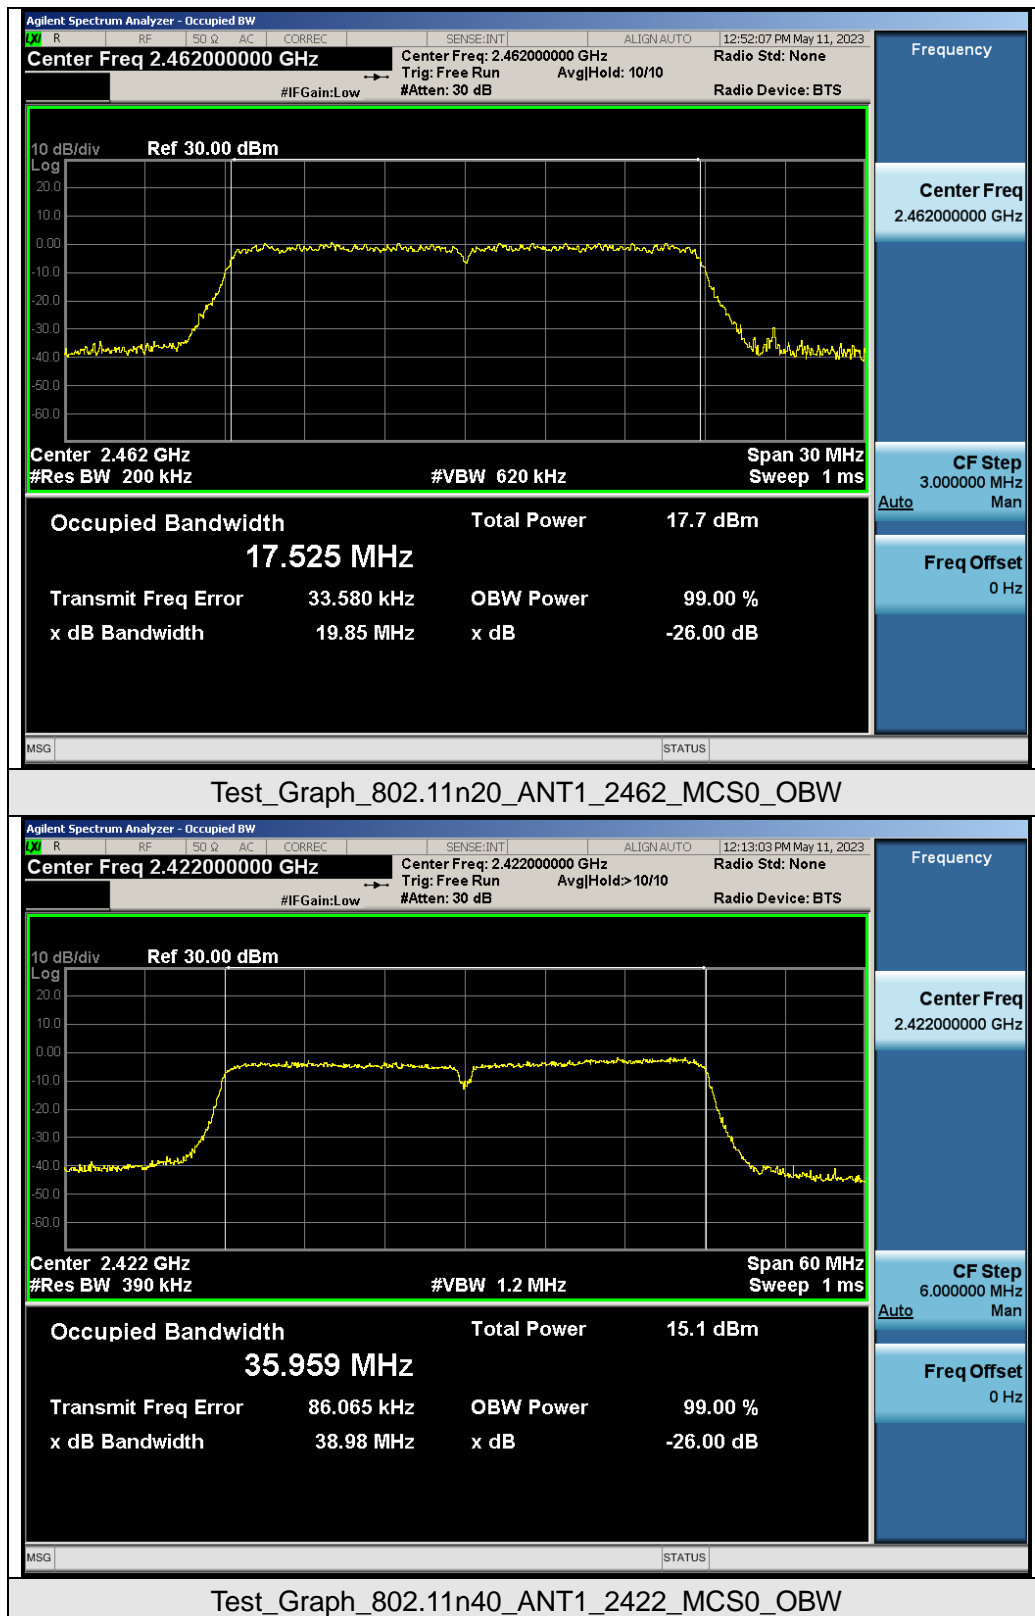 Agilent Spectrum Analyzer - Occupied BW
LXI R RF 50 Ω AC CORREC SENSE:INT ALIGN AUTO 12:52:07 PM May 11, 2023
Center Freq 2.462000000 GHz
Center Freq: 2.462000000 GHz Radio Std: None
Trig: Free Run Avg|Hold: 10/10
#IFGain:Low #Atten: 30 dB Radio Device: BTS
Frequency
10 dB/div Ref 30.00 dBm
Log
20.0
10.0
0.00
-10.0
-20.0
-30.0
-40.0
-50.0
-60.0
Center 2.462 GHz Span 30 MHz
#Res BW 200 kHz #VBW 620 kHz Sweep 1 ms
Center Freq
2.462000000 GHz
CF Step
3.000000 MHz
Auto Man
Freq Offset
0 Hz
Occupied Bandwidth Total Power 17.7 dBm
17.525 MHz
Transmit Freq Error 33.580 kHz OBW Power 99.00 %
x dB Bandwidth 19.85 MHz x dB -26.00 dB
MSG STATUS
Test_Graph_802.11n20_ANT1_2462_MCS0_OBW
Agilent Spectrum Analyzer - Occupied BW
LXI R RF 50 Ω AC CORREC SENSE:INT ALIGN AUTO 12:13:03 PM May 11, 2023
Center Freq 2.422000000 GHz
Center Freq: 2.422000000 GHz Radio Std: None
Trig: Free Run Avg|Hold:>10/10
#IFGain:Low #Atten: 30 dB Radio Device: BTS
Frequency
10 dB/div Ref 30.00 dBm
Log
20.0
10.0
0.00
-10.0
-20.0
-30.0
-40.0
-50.0
-60.0
Center 2.422 GHz Span 60 MHz
#Res BW 390 kHz #VBW 1.2 MHz Sweep 1 ms
Center Freq
2.422000000 GHz
CF Step
6.000000 MHz
Auto Man
Freq Offset
0 Hz
Occupied Bandwidth Total Power 15.1 dBm
35.959 MHz
Transmit Freq Error 86.065 kHz OBW Power 99.00 %
x dB Bandwidth 38.98 MHz x dB -26.00 dB
MSG STATUS
Test_Graph_802.11n40_ANT1_2422_MCS0_OBW